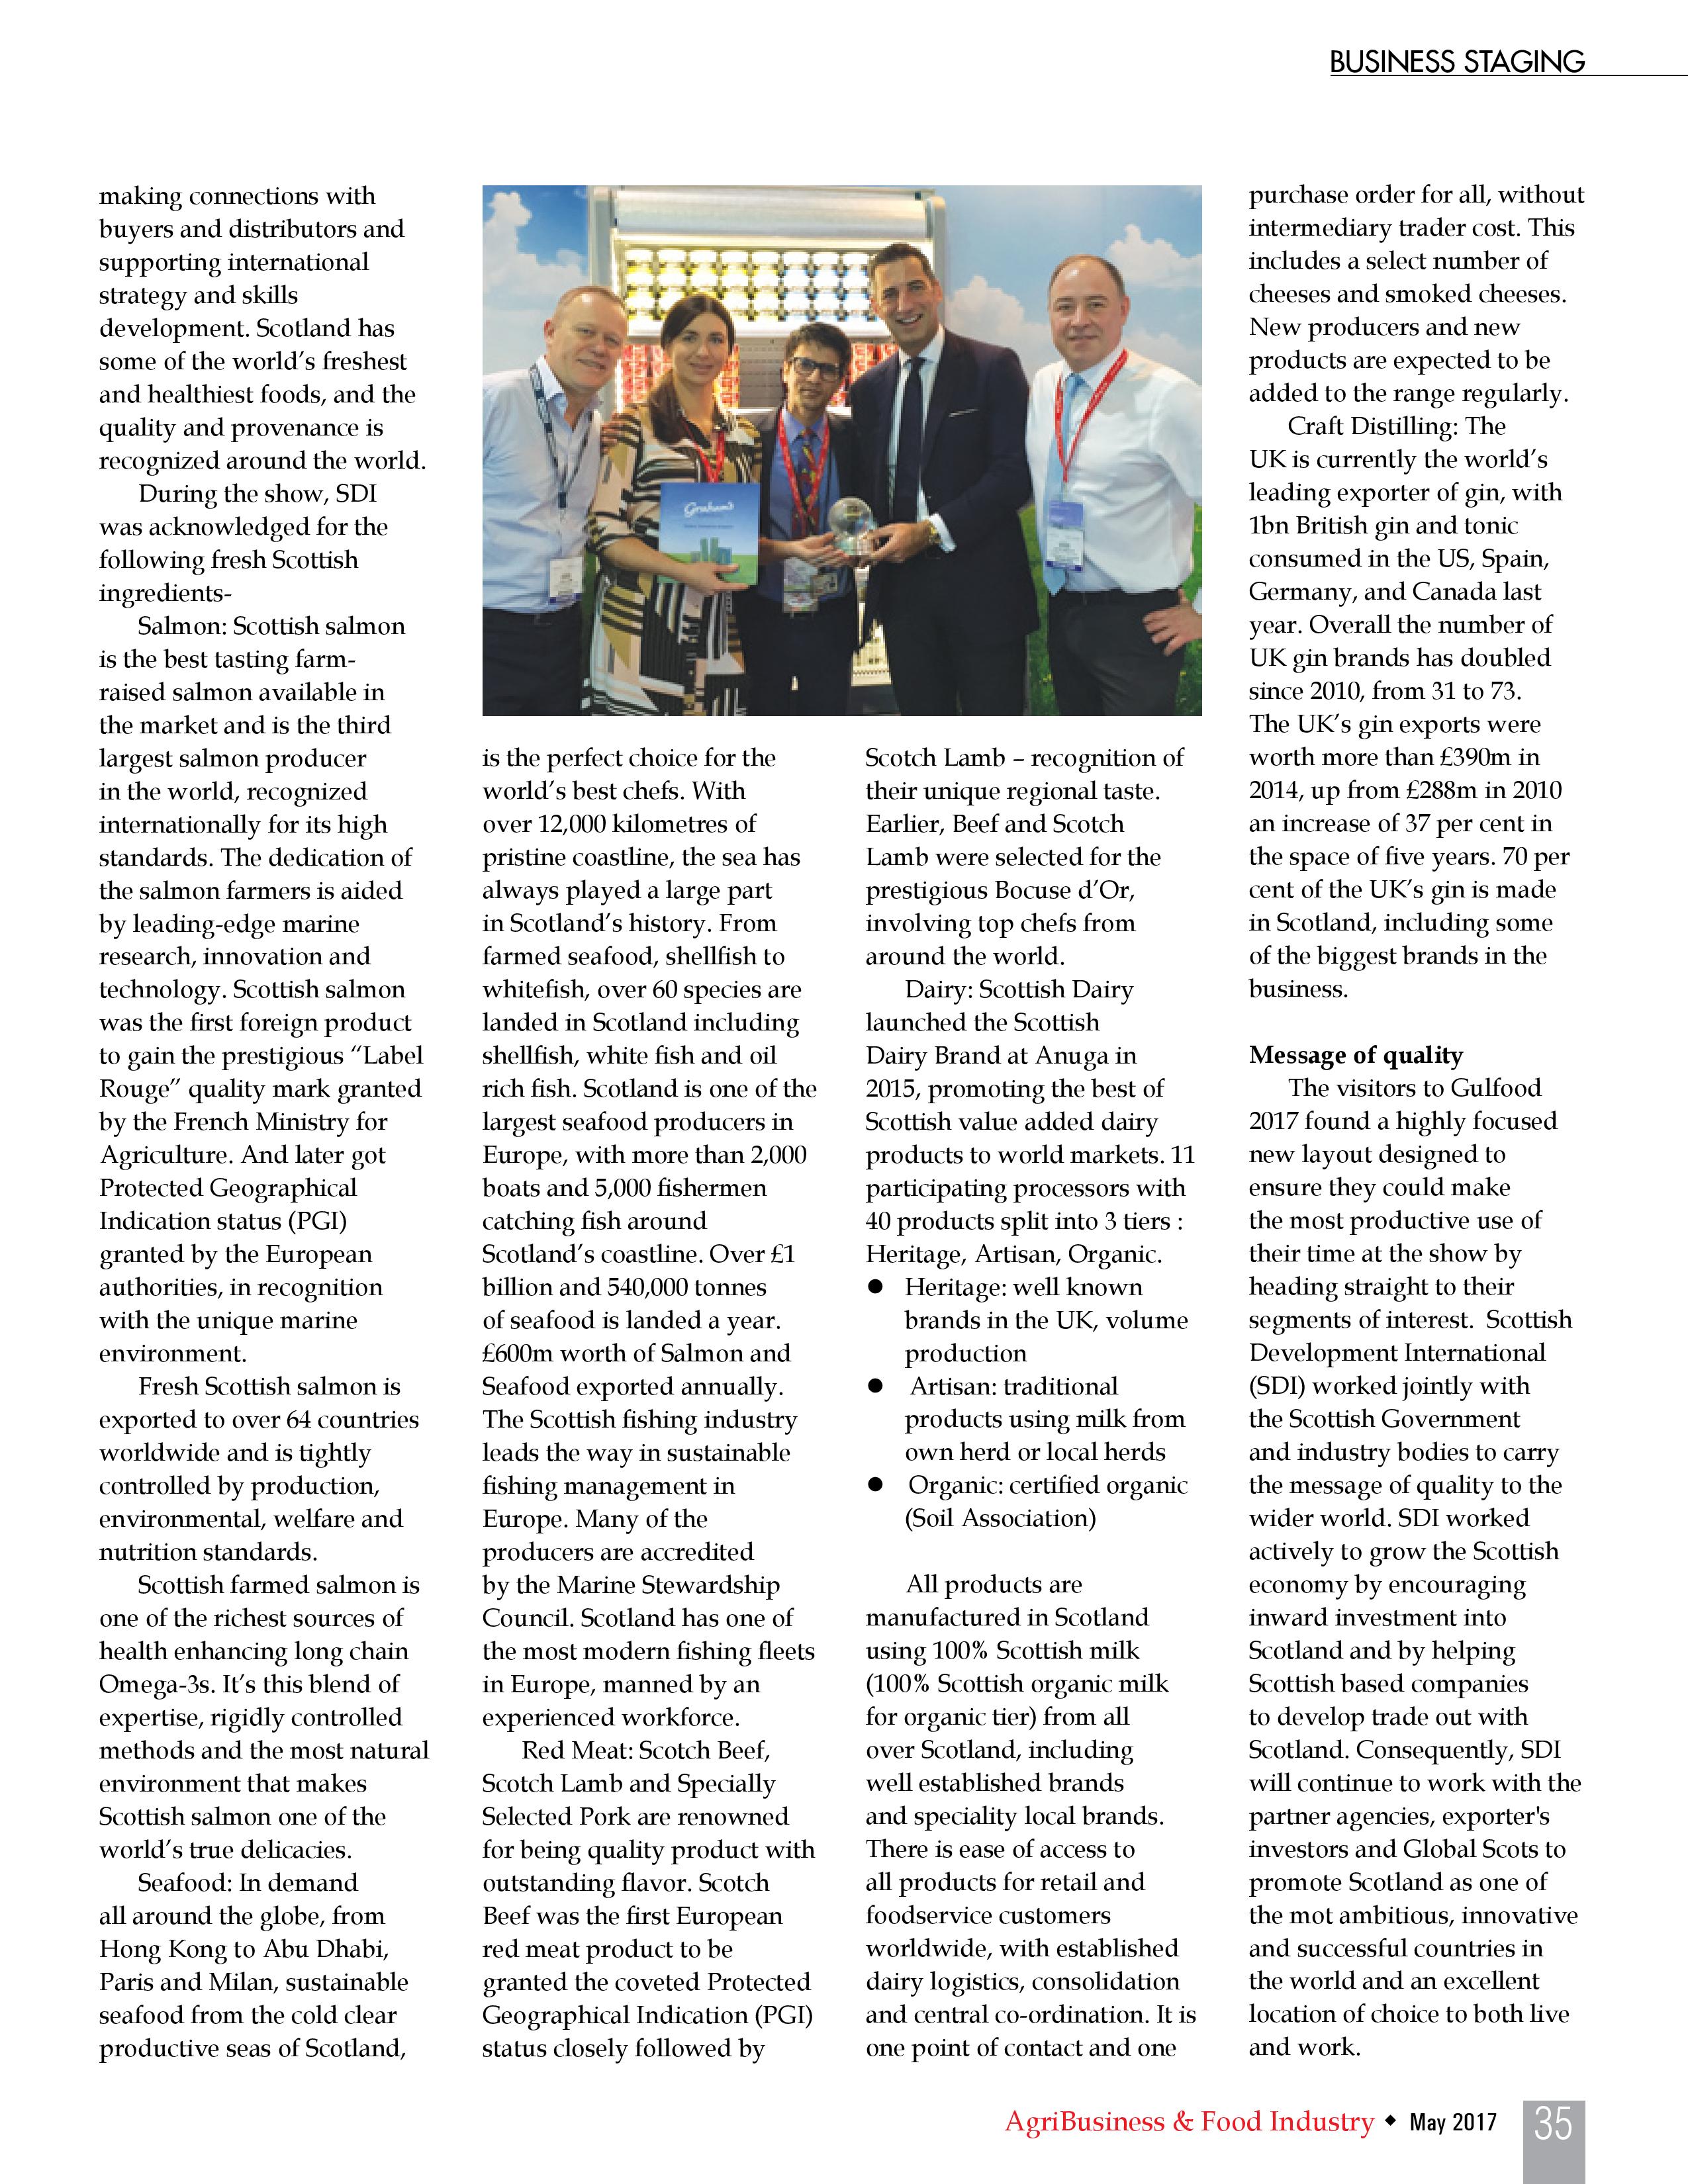 BUSINESS STAGING
making connections with
buyers and distributors and
supporting international
strategy and skills
development. Scotland has
some of the world’s freshest
and healthiest foods, and the
quality and provenance is
recognized around the world.
During the show, SDI
was acknowledged for the
following fresh Scottish
ingredients-
Salmon: Scottish salmon
is the best tasting farm-
raised salmon available in
the market and is the third
largest salmon producer
in the world, recognized
internationally for its high
standards. The dedication of
the salmon farmers is aided
by leading-edge marine
research, innovation and
technology. Scottish salmon
was the first foreign product
to gain the prestigious “Label
Rouge” quality mark granted
by the French Ministry for
Agriculture. And later got
Protected Geographical
Indication status (PGI)
granted by the European
authorities, in recognition
with the unique marine
environment.
Fresh Scottish salmon is
exported to over 64 countries
worldwide and is tightly
controlled by production,
environmental, welfare and
nutrition standards.
Scottish farmed salmon is
one of the richest sources of
health enhancing long chain
Omega-3s. It’s this blend of
expertise, rigidly controlled
methods and the most natural
environment that makes
Scottish salmon one of the
world’s true delicacies.
Seafood: In demand
all around the globe, from
Hong Kong to Abu Dhabi,
Paris and Milan, sustainable
seafood from the cold clear
productive seas of Scotland,
Graham's
is the perfect choice for the
world’s best chefs. With
over 12,000 kilometres of
pristine coastline, the sea has
always played a large part
in Scotland’s history. From
farmed seafood, shellfish to
whitefish, over 60 species are
landed in Scotland including
shellfish, white fish and oil
rich fish. Scotland is one of the
largest seafood producers in
Europe, with more than 2,000
boats and 5,000 fishermen
catching fish around
Scotland’s coastline. Over £1
billion and 540,000 tonnes
of seafood is landed a year.
£600m worth of Salmon and
Seafood exported annually.
The Scottish fishing industry
leads the way in sustainable
fishing management in
Europe. Many of the
producers are accredited
by the Marine Stewardship
Council. Scotland has one of
the most modern fishing fleets
in Europe, manned by an
experienced workforce.
Red Meat: Scotch Beef,
Scotch Lamb and Specially
Selected Pork are renowned
for being quality product with
outstanding flavor. Scotch
Beef was the first European
red meat product to be
granted the coveted Protected
Geographical Indication (PGI)
status closely followed by
Scotch Lamb – recognition of
their unique regional taste.
Earlier, Beef and Scotch
Lamb were selected for the
prestigious Bocuse d’Or,
involving top chefs from
around the world.
Dairy: Scottish Dairy
launched the Scottish
Dairy Brand at Anuga in
2015, promoting the best of
Scottish value added dairy
products to world markets. 11
participating processors with
40 products split into 3 tiers :
Heritage, Artisan, Organic.
● Heritage: well known
brands in the UK, volume
production
● Artisan: traditional
products using milk from
own herd or local herds
● Organic: certified organic
(Soil Association)
All products are
manufactured in Scotland
using 100% Scottish milk
(100% Scottish organic milk
for organic tier) from all
over Scotland, including
well established brands
and speciality local brands.
There is ease of access to
all products for retail and
foodservice customers
worldwide, with established
dairy logistics, consolidation
and central co-ordination. It is
one point of contact and one
purchase order for all, without
intermediary trader cost. This
includes a select number of
cheeses and smoked cheeses.
New producers and new
products are expected to be
added to the range regularly.
Craft Distilling: The
UK is currently the world’s
leading exporter of gin, with
1bn British gin and tonic
consumed in the US, Spain,
Germany, and Canada last
year. Overall the number of
UK gin brands has doubled
since 2010, from 31 to 73.
The UK’s gin exports were
worth more than £390m in
2014, up from £288m in 2010
an increase of 37 per cent in
the space of five years. 70 per
cent of the UK’s gin is made
in Scotland, including some
of the biggest brands in the
business.
Message of quality
The visitors to Gulfood
2017 found a highly focused
new layout designed to
ensure they could make
the most productive use of
their time at the show by
heading straight to their
segments of interest.  Scottish
Development International
(SDI) worked jointly with
the Scottish Government
and industry bodies to carry
the message of quality to the
wider world. SDI worked
actively to grow the Scottish
economy by encouraging
inward investment into
Scotland and by helping
Scottish based companies
to develop trade out with
Scotland. Consequently, SDI
will continue to work with the
partner agencies, exporter's
investors and Global Scots to
promote Scotland as one of
the mot ambitious, innovative
and successful countries in
the world and an excellent
location of choice to both live
and work.
AgriBusiness & Food Industry ◆ May 2017 35